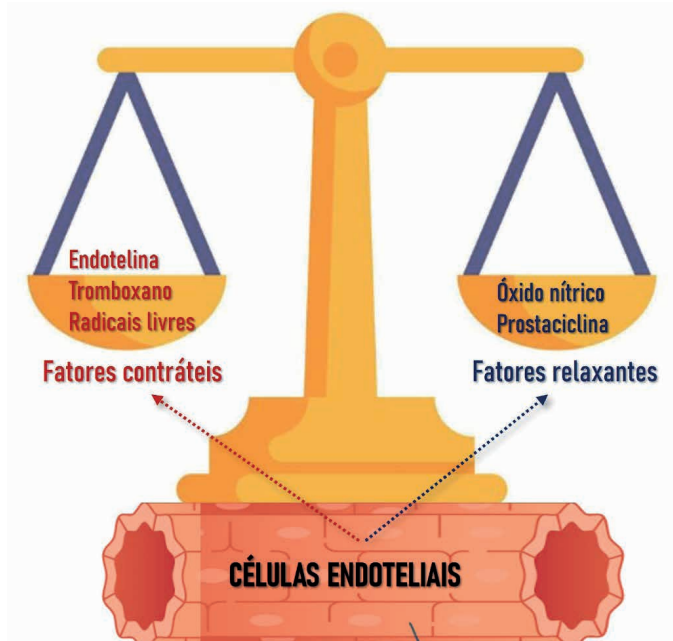 Endotelina
Tromboxano
Radicais livres
Fatores contráteis
Óxido nítrico
Prostaciclina
Fatores relaxantes
CÉLULAS ENDOTELIAIS